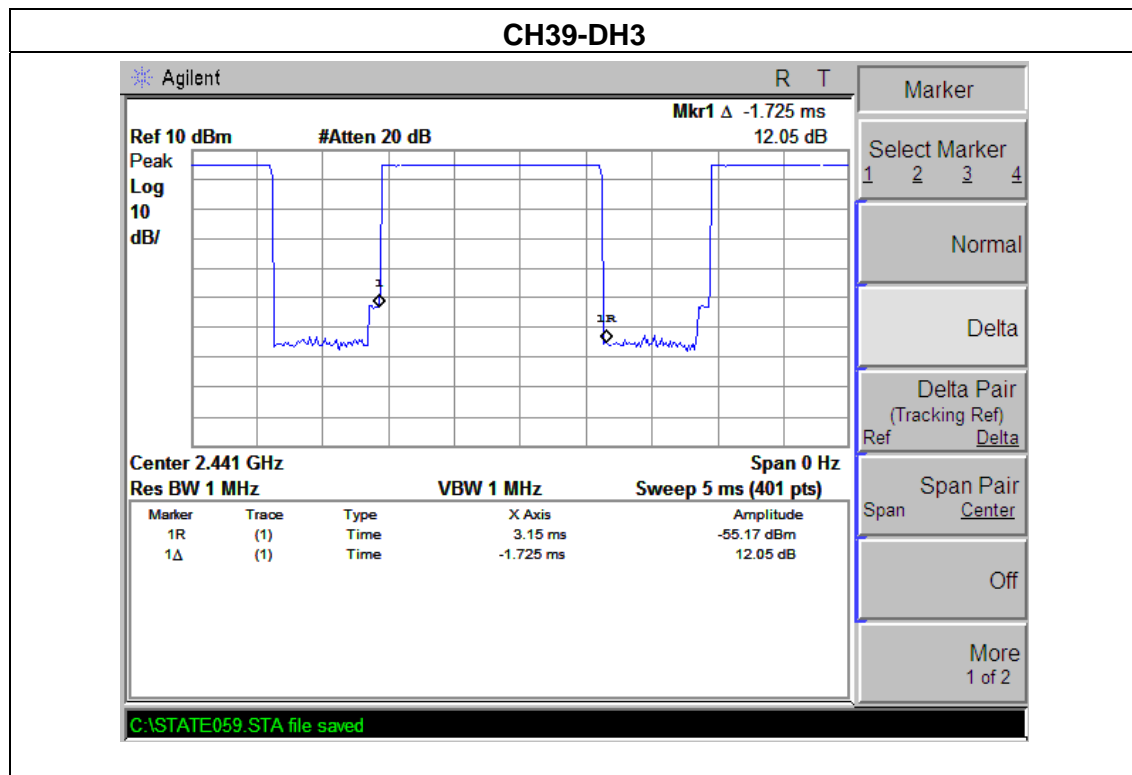 CH39-DH3
Agilent R T
Mkr1 Δ -1.725 ms
Ref 10 dBm #Atten 20 dB 12.05 dB
Peak
Log
10
dB/
1
1R
Center 2.441 GHz Span 0 Hz
Res BW 1 MHz VBW 1 MHz Sweep 5 ms (401 pts)
Marker Trace Type X Axis Amplitude
1R (1) Time 3.15 ms -55.17 dBm
1Δ (1) Time -1.725 ms 12.05 dB
C:\STATE059.STA file saved
Marker
Select Marker
1 2 3 4
Normal
Delta
Delta Pair
(Tracking Ref)
Ref Delta
Span Pair
Span Center
Off
More
1 of 2